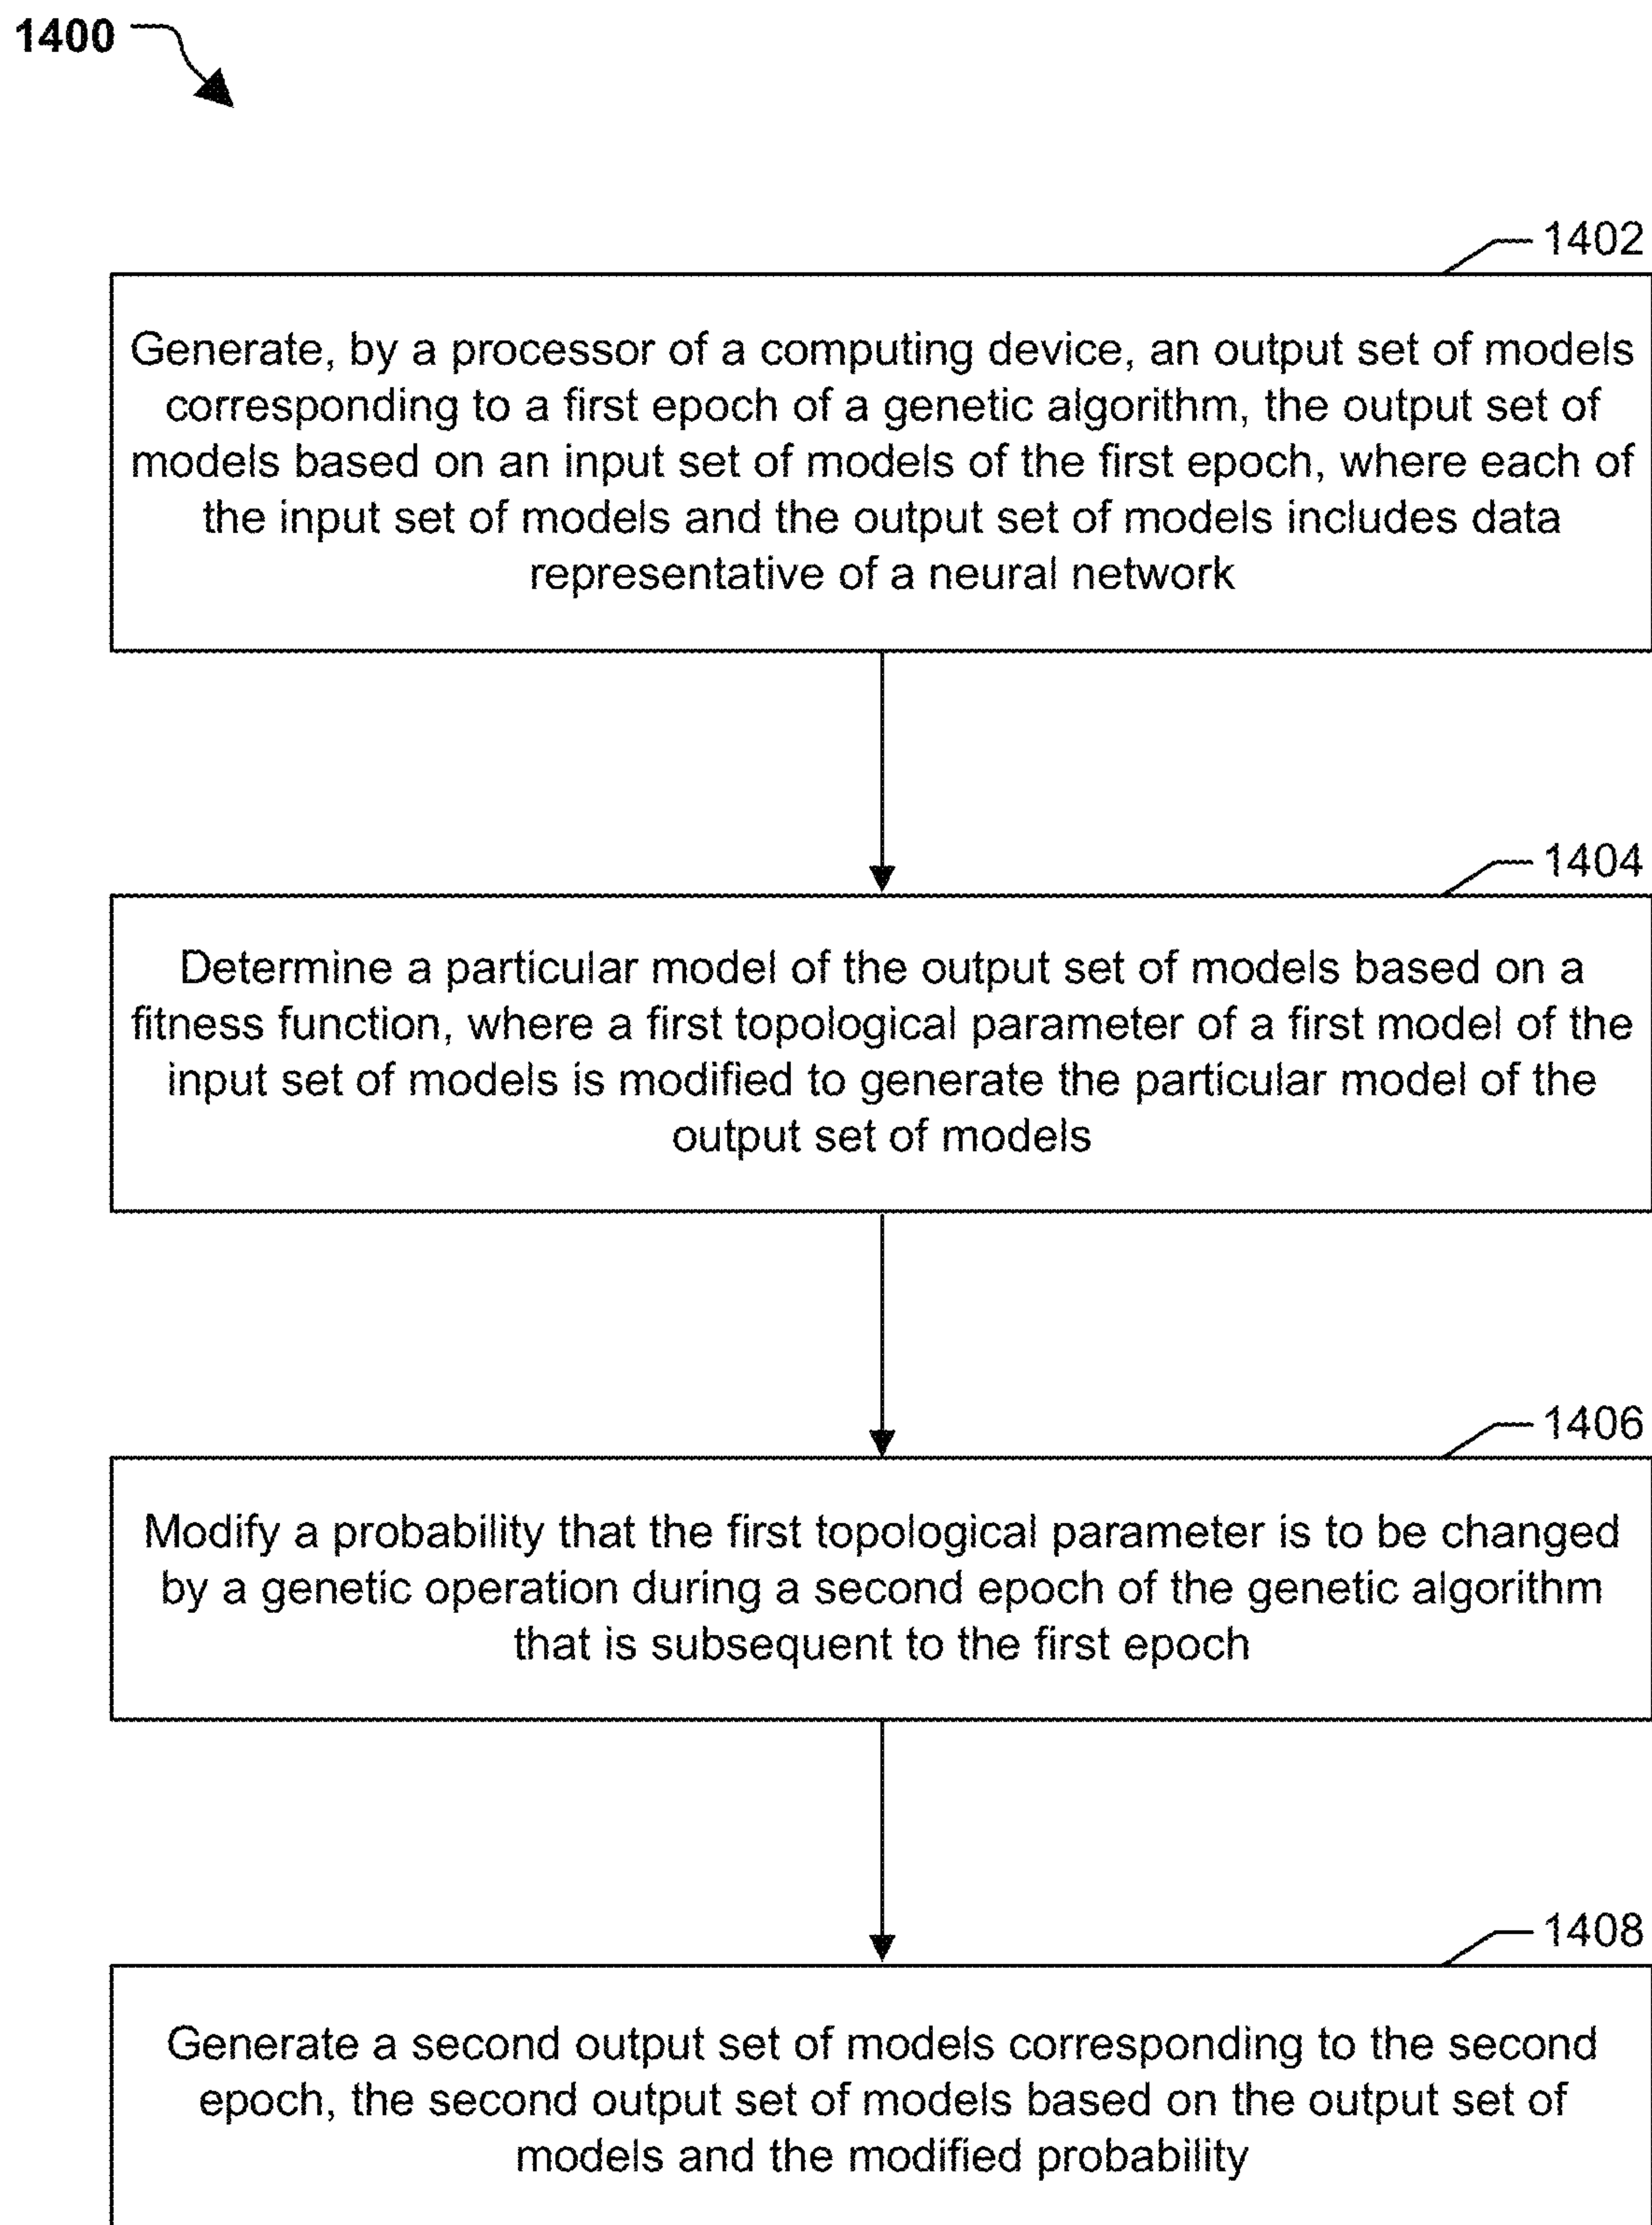 1400
1402
Generate, by a processor of a computing device, an output set of models
corresponding to a first epoch of a genetic algorithm, the output set of
models based on an input set of models of the first epoch, where each of
the input set of models and the output set of models includes data
representative of a neural network
1404
Determine a particular model of the output set of models based on a
fitness function, where a first topological parameter of a first model of the
input set of models is modified to generate the particular model of the
output set of models
1406
Modify a probability that the first topological parameter is to be changed
by a genetic operation during a second epoch of the genetic algorithm
that is subsequent to the first epoch
1408
Generate a second output set of models corresponding to the second
epoch, the second output set of models based on the output set of
models and the modified probability